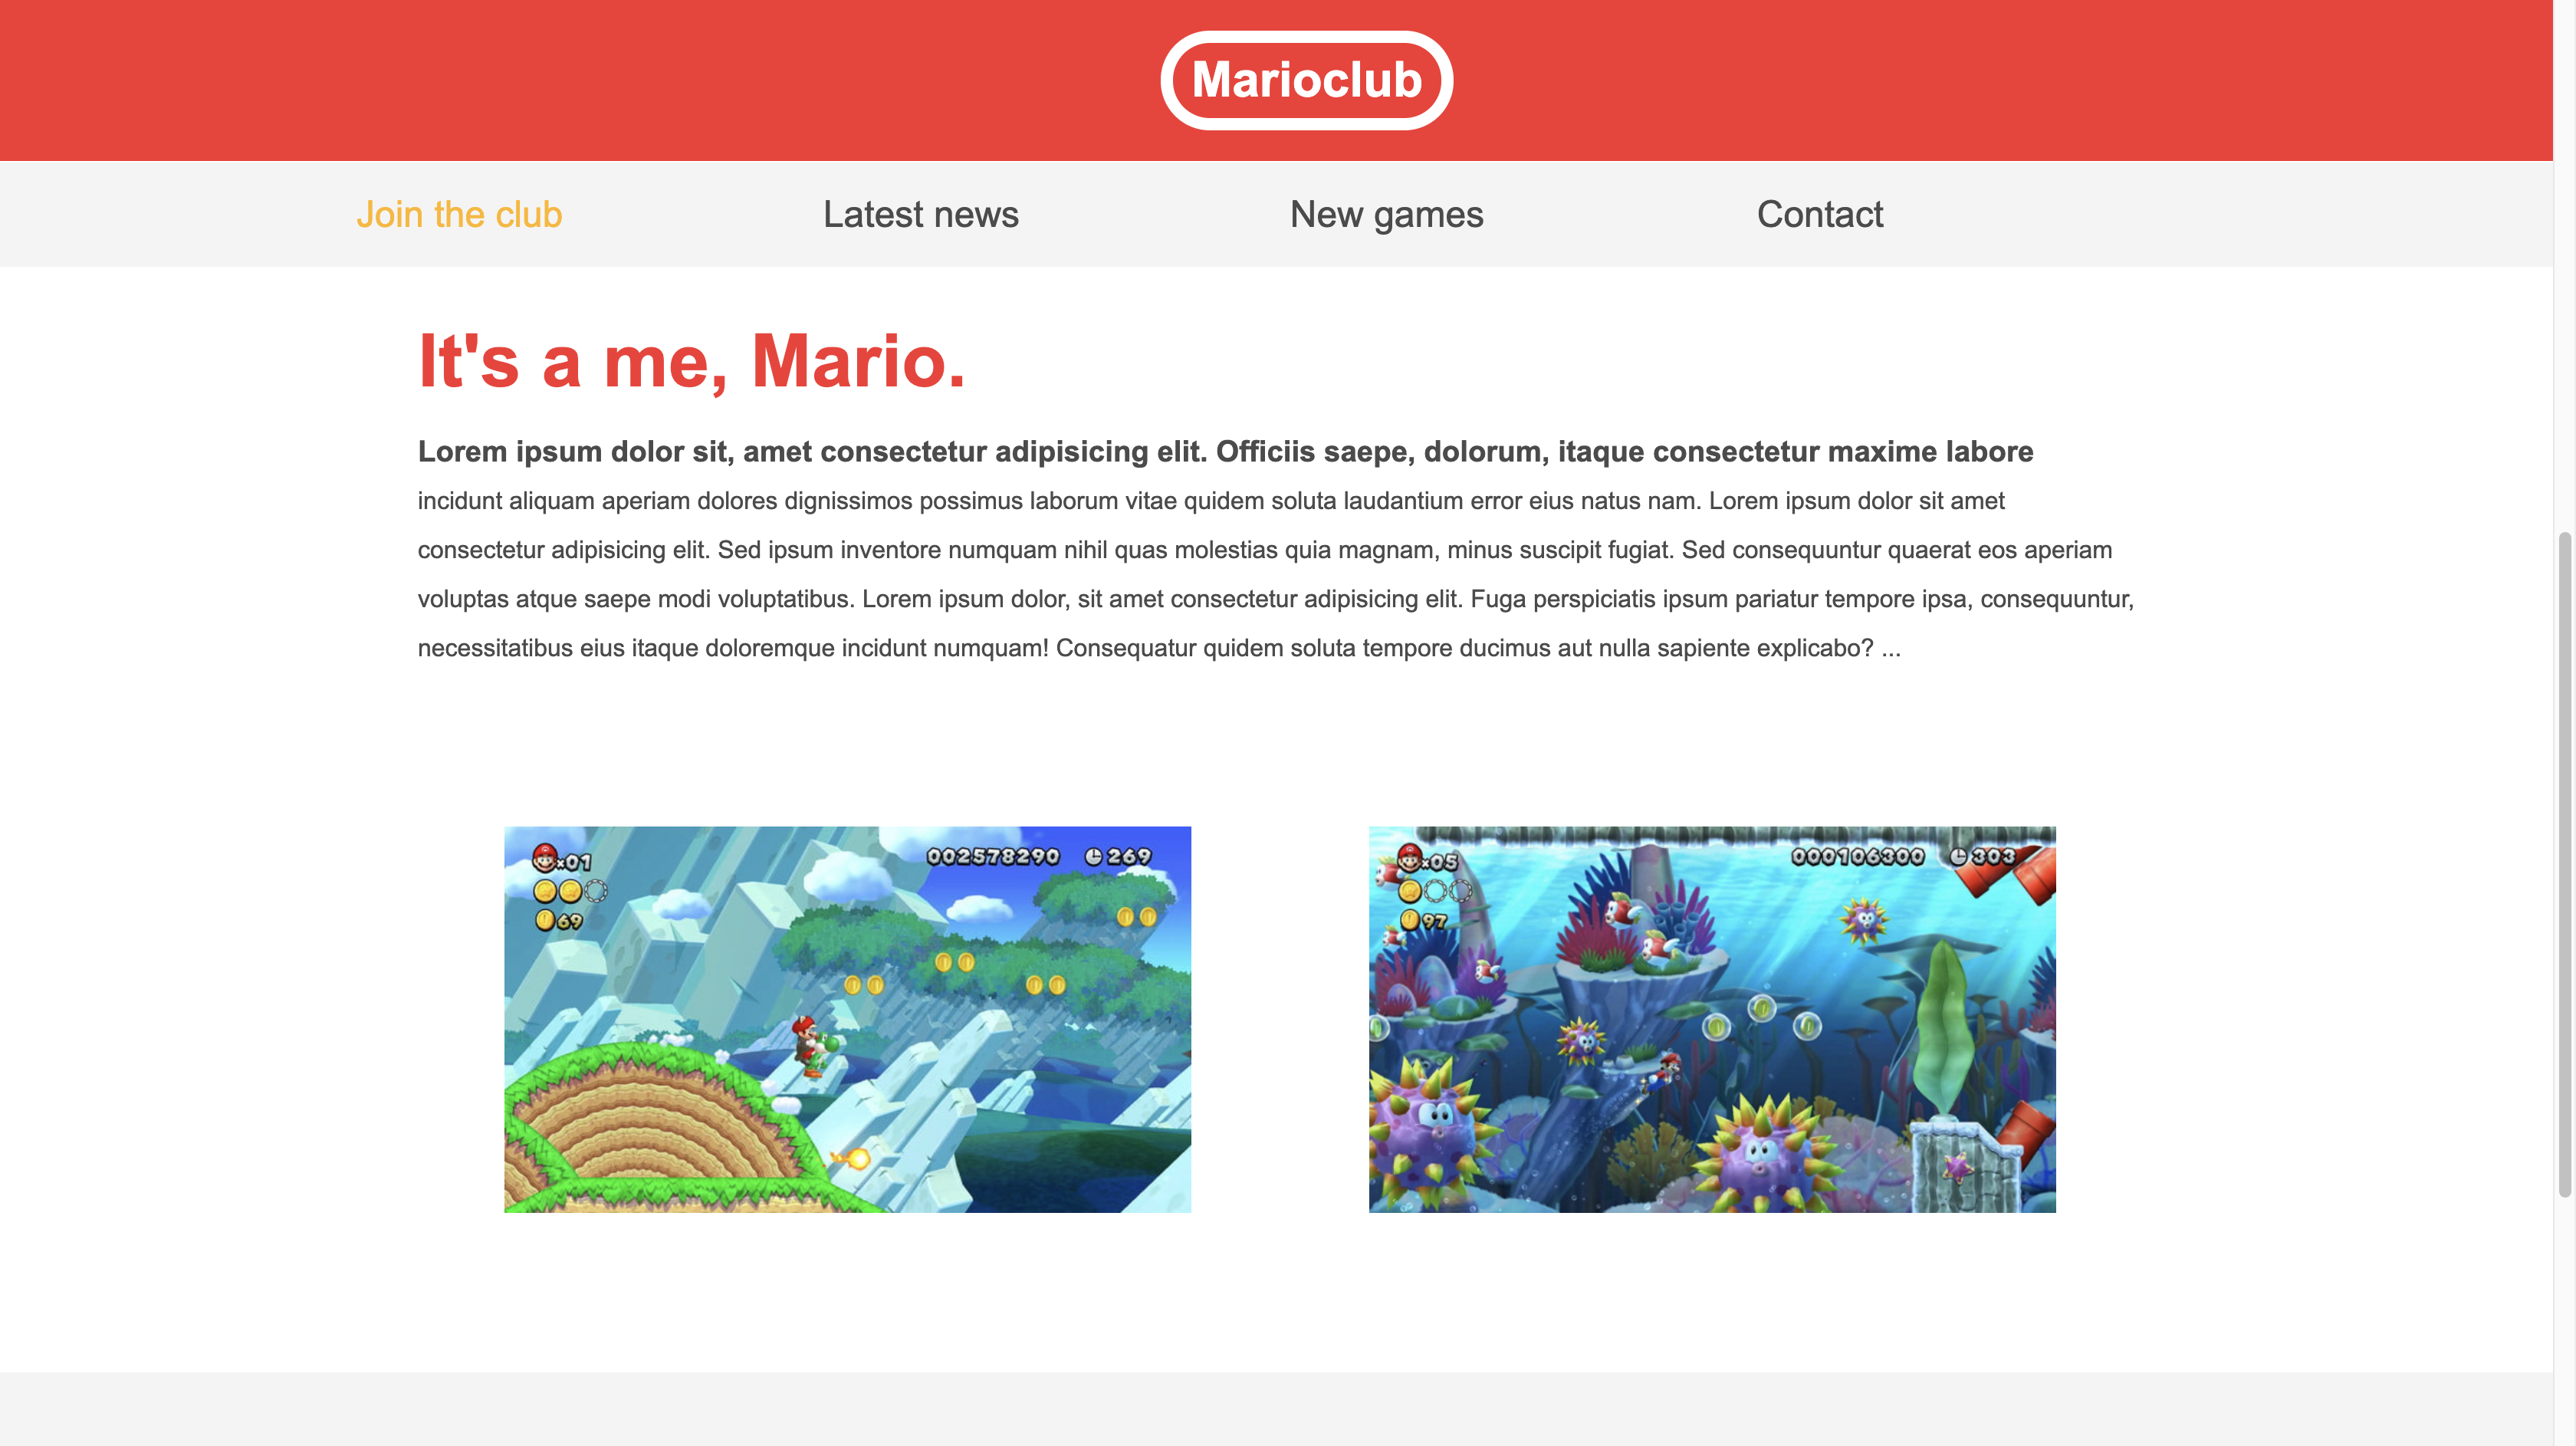 Marioclub
Join the club
Latest news
New games
Contact
It's a me, Mario.
Lorem ipsum dolor sit, amet consectetur adipisicing elit. Officiis saepe, dolorum, itaque consectetur maxime labore
incidunt aliquam aperiam dolores dignissimos possimus laborum vitae quidem soluta laudantium error eius natus nam. Lorem ipsum dolor sit amet
consectetur adipisicing elit. Sed ipsum inventore numquam nihil quas molestias quia magnam, minus suscipit fugiat. Sed consequuntur quaerat eos aperiam
voluptas atque saepe modi voluptatibus. Lorem ipsum dolor, sit amet consectetur adipisicing elit. Fuga perspiciatis ipsum pariatur tempore ipsa, consequuntur,
necessitatibus eius itaque doloremque incidunt numquam! Consequatur quidem soluta tempore ducimus aut nulla sapiente explicabo? ...
x01
002578290
269
69
x05
000106300
303
97